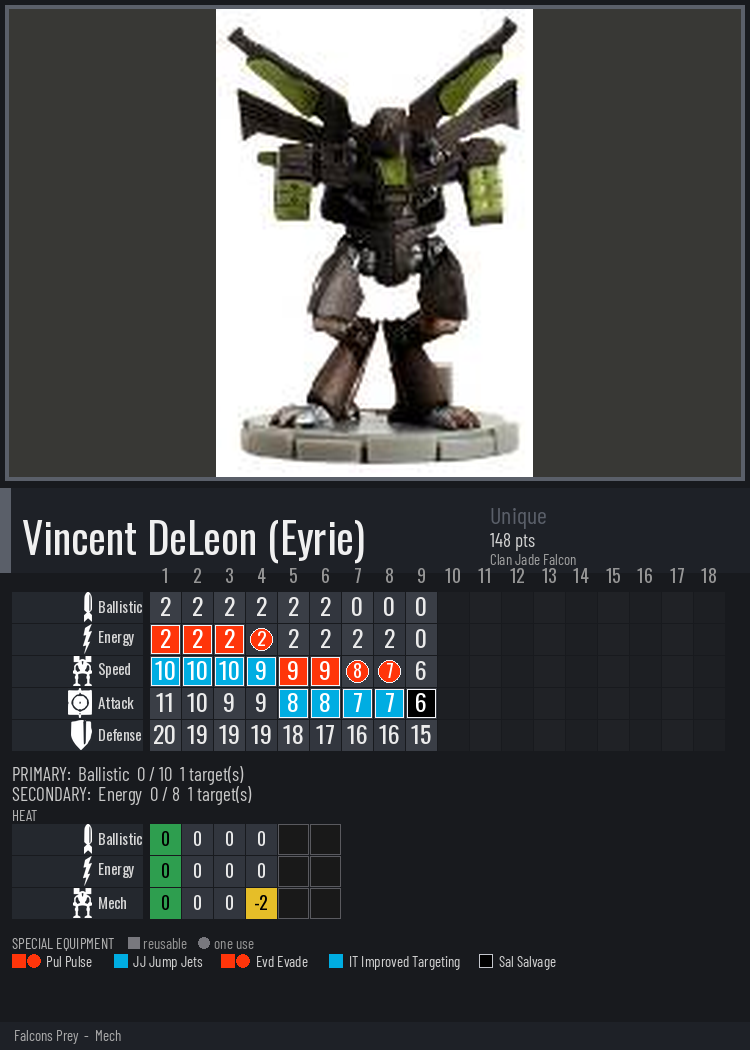 Vincent DeLeon (Eyrie)
Unique
148 pts
Clan Jade Falcon
1 2 3 4 5 6 7 8 9 10 11 12 13 14 15 16 17 18
Ballistic 2 2 2 2 2 2 0 0 0
Energy 2 2 2 2 2 2 2 2 0
Speed 10 10 10 9 9 9 8 7 6
Attack 11 10 9 9 8 8 7 7 6
Defense 20 19 19 19 18 17 16 16 15
PRIMARY: Ballistic 0 / 10 1 target(s)
SECONDARY: Energy 0 / 8 1 target(s)
HEAT
Ballistic 0 0 0 0
Energy 0 0 0 0
Mech 0 0 0 -2
SPECIAL EQUIPMENT reusable one use
Pul Pulse JJ Jump Jets Evd Evade IT Improved Targeting Sal Salvage
Falcons Prey - Mech